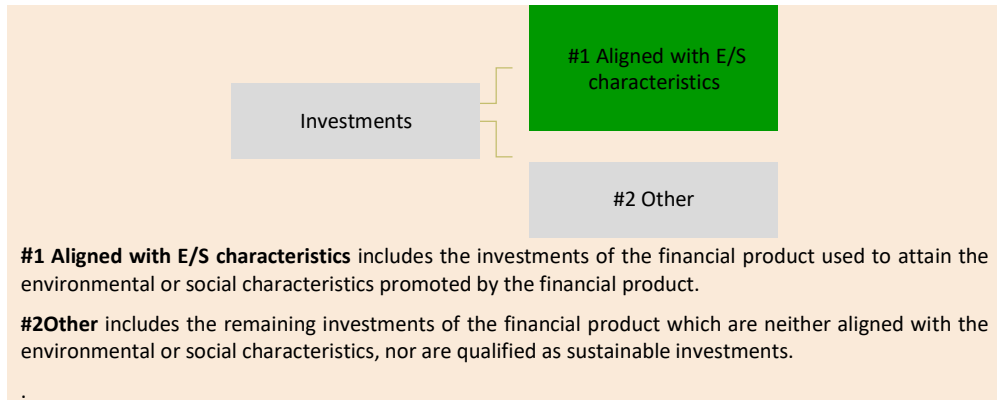 #1 Aligned with E/S
characteristics
Investments
#2 Other
#1 Aligned with E/S characteristics includes the investments of the financial product used to attain the
environmental or social characteristics promoted by the financial product.
#2Other includes the remaining investments of the financial product which are neither aligned with the
environmental or social characteristics, nor are qualified as sustainable investments.
.